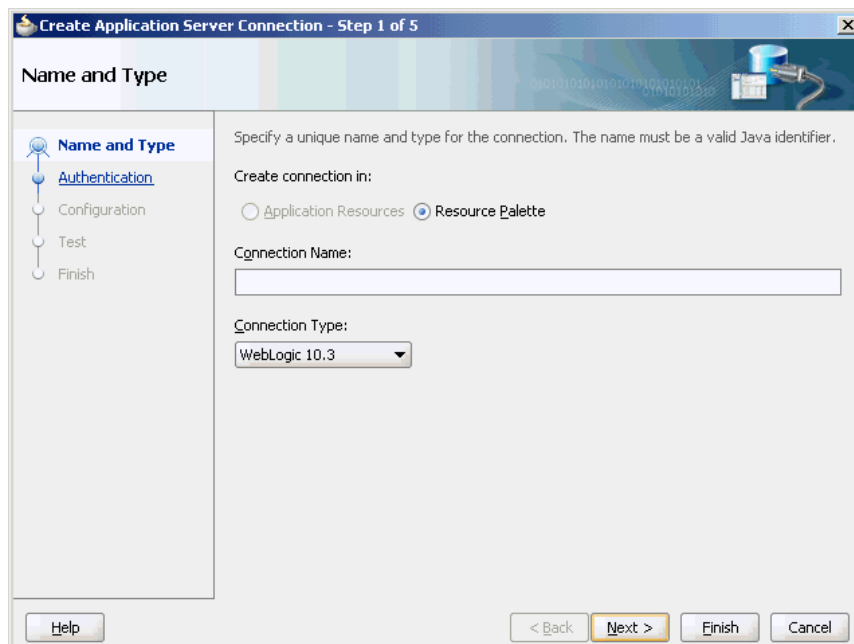 Create Application Server Connection - Step 1 of 5
Name and Type
Name and Type
Authentication
Configuration
Test
Finish
Specify a unique name and type for the connection. The name must be a valid Java identifier.
Create connection in:
Application Resources Resource Palette
Connection Name:
Connection Type:
WebLogic 10.3
Help < Back Next > Finish Cancel